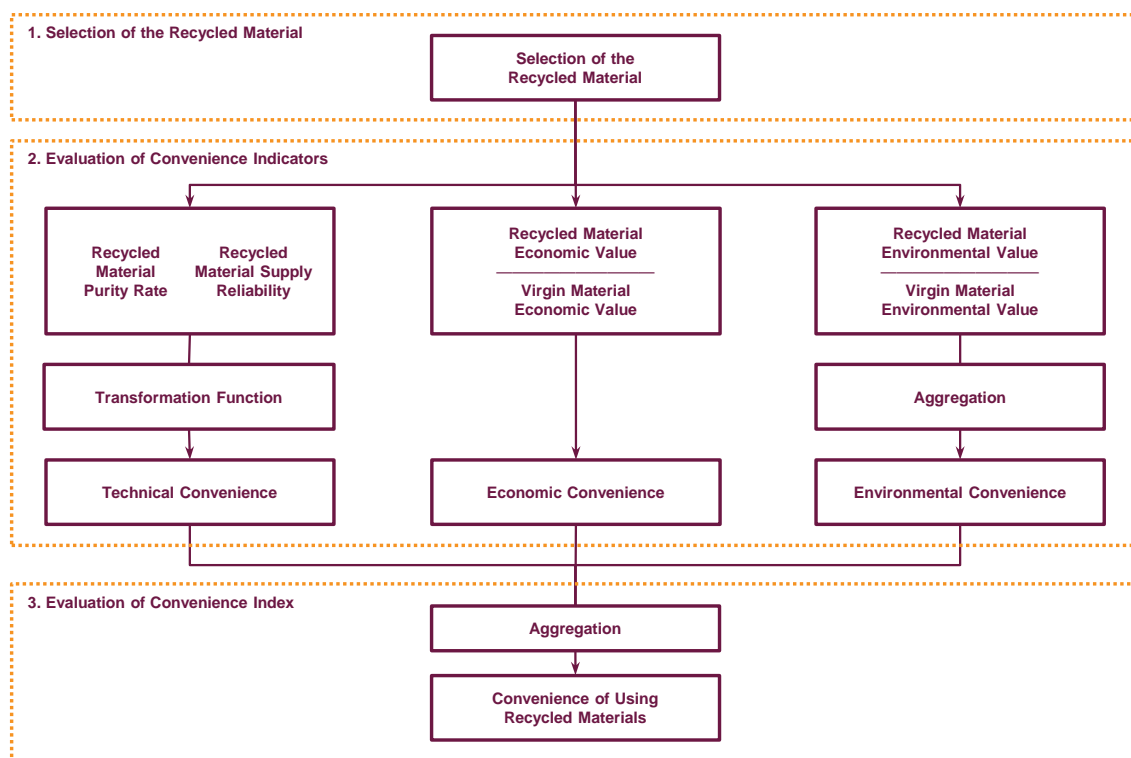 1. Selection of the Recycled Material
Selection of the
Recycled Material
2. Evaluation of Convenience Indicators
Recycled
Material
Purity Rate
Recycled
Material Supply
Reliability
Recycled Material
Economic Value
Virgin Material
Economic Value
Recycled Material
Environmental Value
Virgin Material
Environmental Value
Transformation Function
Aggregation
Technical Convenience
Economic Convenience
Environmental Convenience
3. Evaluation of Convenience Index
Aggregation
Convenience of Using
Recycled Materials